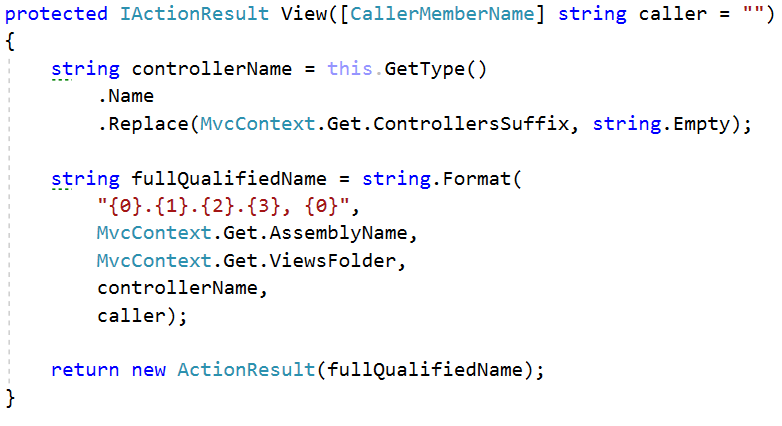 protected IActionResult View([CallerMemberName] string caller = "")
{
    string controllerName = this.GetType()
        .Name
        .Replace(MvcContext.Get.ControllersSuffix, string.Empty);
    string fullQualifiedName = string.Format(
        "{0}.{1}.{2}.{3}, {0}",
        MvcContext.Get.AssemblyName,
        MvcContext.Get.ViewsFolder,
        controllerName,
        caller);
    return new ActionResult(fullQualifiedName);
}